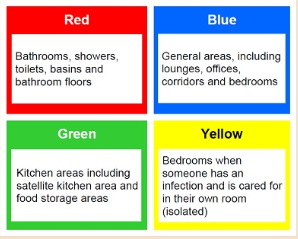 Red
Bathrooms, showers,
toilets, basins and
bathroom floors
Blue
General areas, including
lounges, offices,
corridors and bedrooms
Green
Kitchen areas including
satellite kitchen area and
food storage areas
Yellow
Bedrooms when
someone has an
infection and is cared for
in their own room
(isolated)